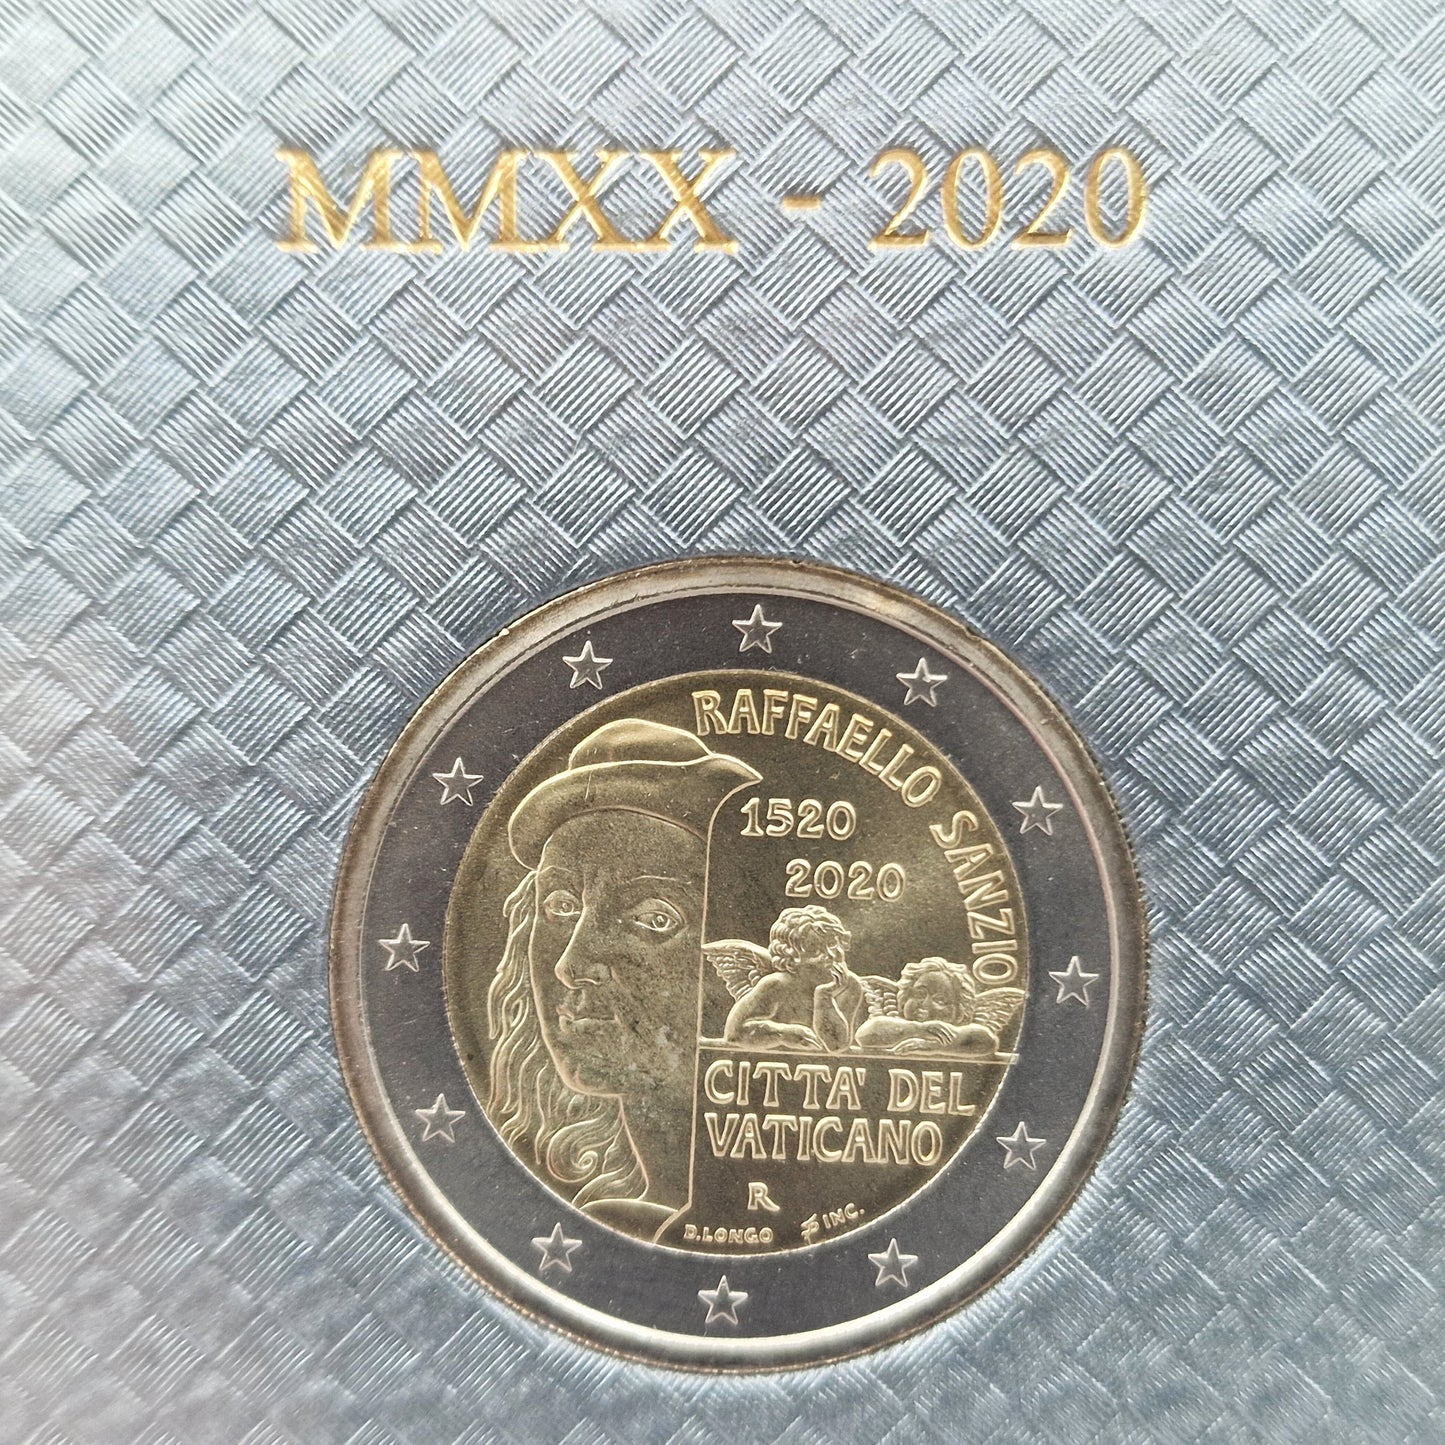 MMXX - 2020
RAFFAELLO SANZIO
1520
2020
CITTA' DEL
VATICANO
R
D.LONGO
INC.